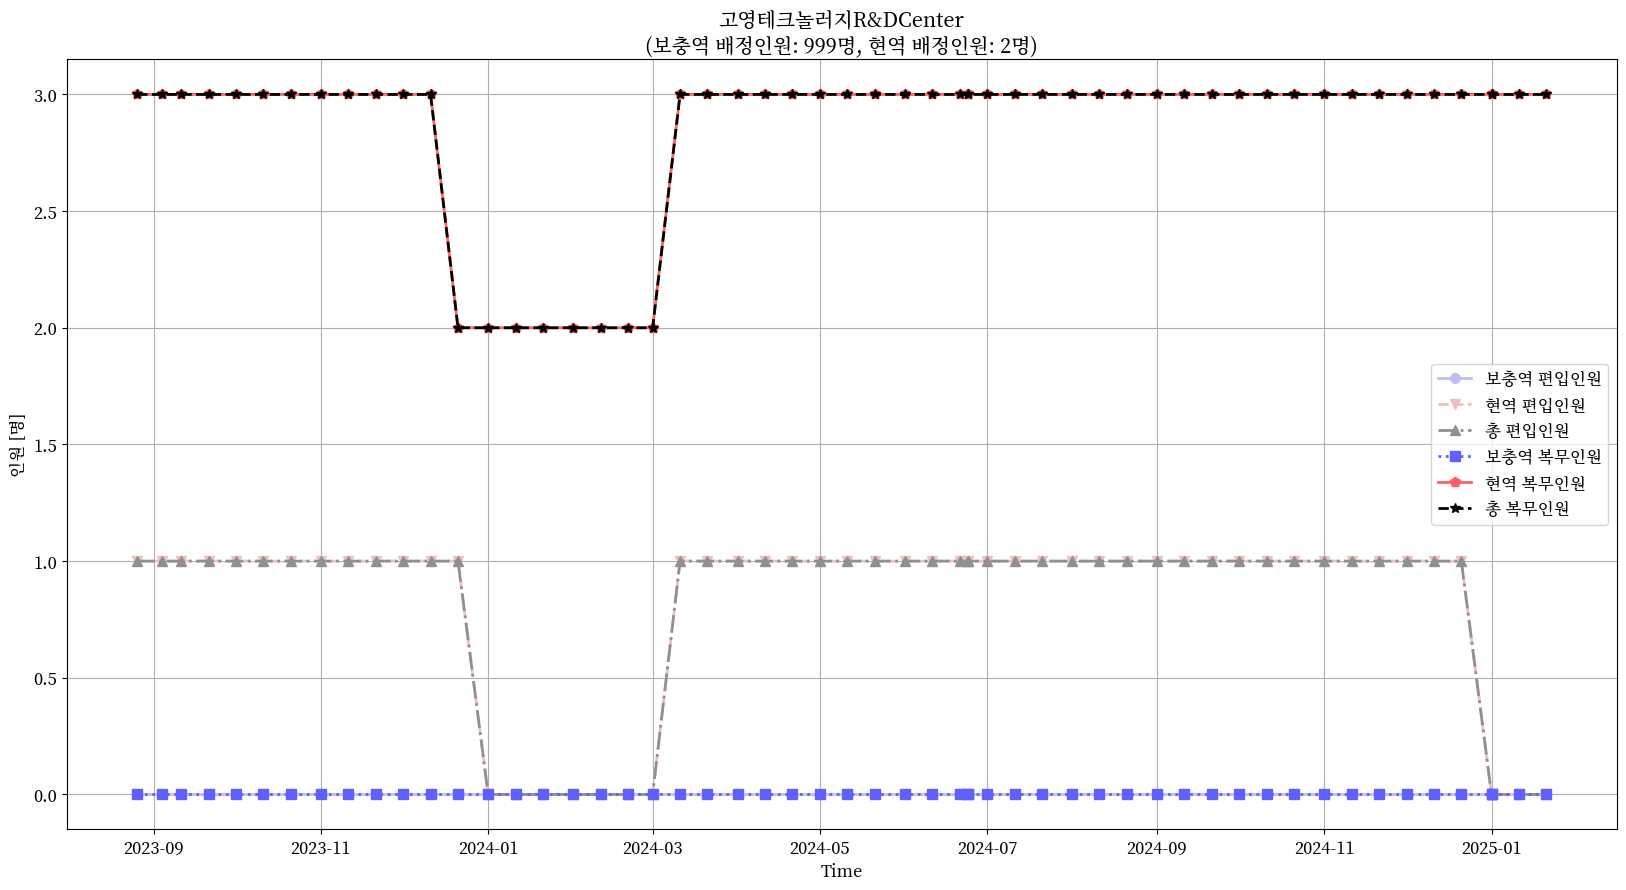 고영테크놀러지R&DCenter
(보충역 배정인원: 999명, 현역 배정인원: 2명)
3.0
2.5
2.0
1.5
1.0
0.5
0.0
인원 [명]
보충역 편입인원
현역 편입인원
총 편입인원
보충역 복무인원
현역 복무인원
총 복무인원
2023-09
2023-11
2024-01
2024-03
2024-05
2024-07
2024-09
2024-11
2025-01
Time